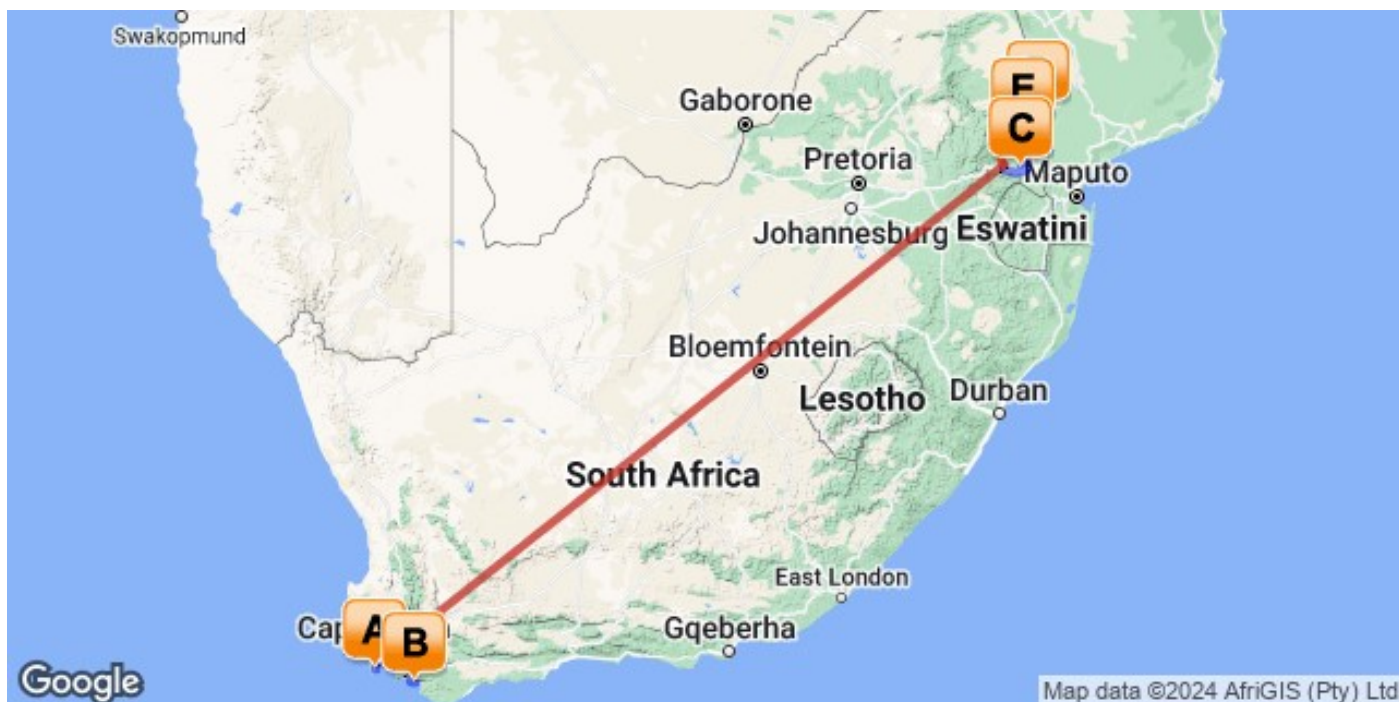 Swakopmund
Gaborone
E
C
Pretoria
Maputo
Johannesburg
Eswatini
Bloemfontein
Lesotho
Durban
South Africa
East London
A
B
Gqeberha
Google
Map data ©2024 AfriGIS (Pty) Ltd